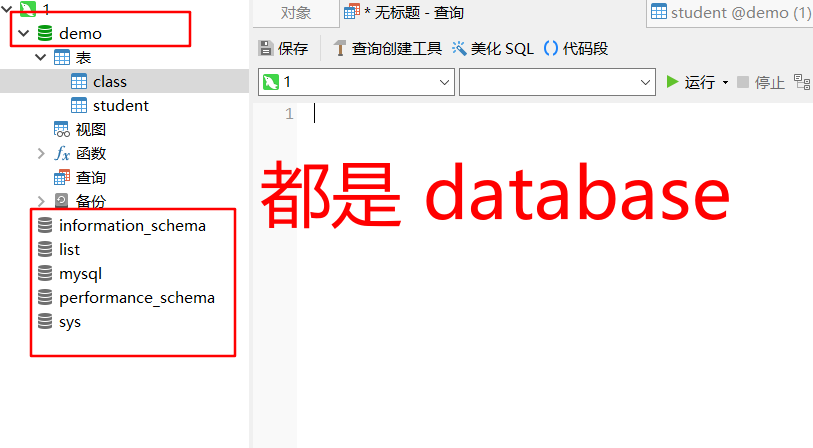 1
demo
表
class
student
视图
函数
查询
备份
information_schema
list
mysql
performance_schema
sys
对象
* 无标题 - 查询
student @demo (1)
保存
查询创建工具
美化 SQL
代码段
1
运行
停止
1
都是 database